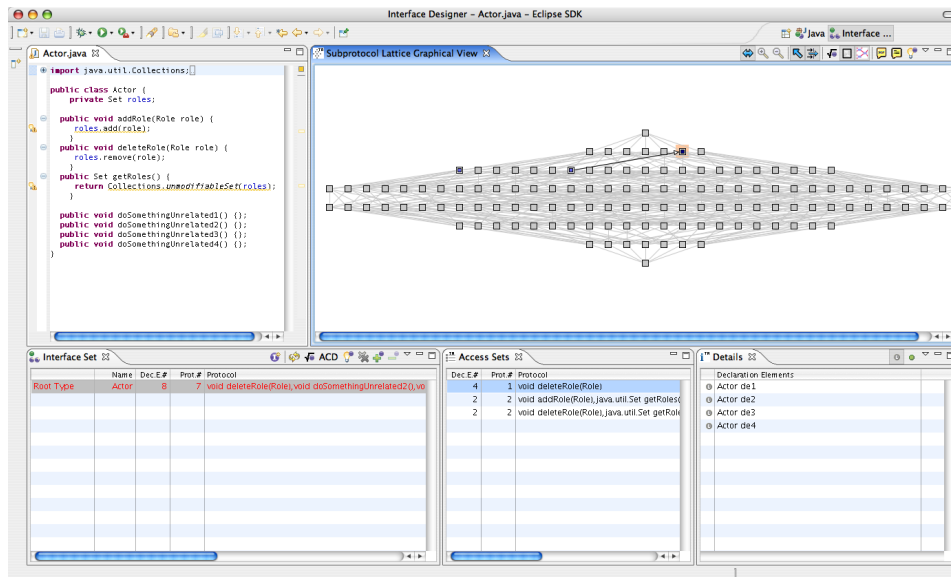 Interface Designer - Actor.java - Eclipse SDK
Java
Interface ...
Actor.java
import java.util.Collections;
public class Actor {
private Set roles;
public void addRole(Role role) {
roles.add(role);
}
public void deleteRole(Role role) {
roles.remove(role);
}
public Set getRoles() {
return Collections.unmodifiableSet(roles);
}
public void doSomethingUnrelated1() {};
public void doSomethingUnrelated2() {};
public void doSomethingUnrelated3() {};
public void doSomethingUnrelated4() {};
}
Subprotocol Lattice Graphical View
Interface Set
ACD
Name Dec.E.# Prot.# Protocol
Root Type Actor 8 7 void deleteRole(Role),void doSomethingUnrelated2(),vo
Access Sets
Dec.E.# Prot.# Protocol
4 1 void deleteRole(Role)
2 2 void addRole(Role),java.util.Set getRoles(
2 2 void deleteRole(Role),java.util.Set getRole
Details
Declaration Elements
Actor de1
Actor de2
Actor de3
Actor de4